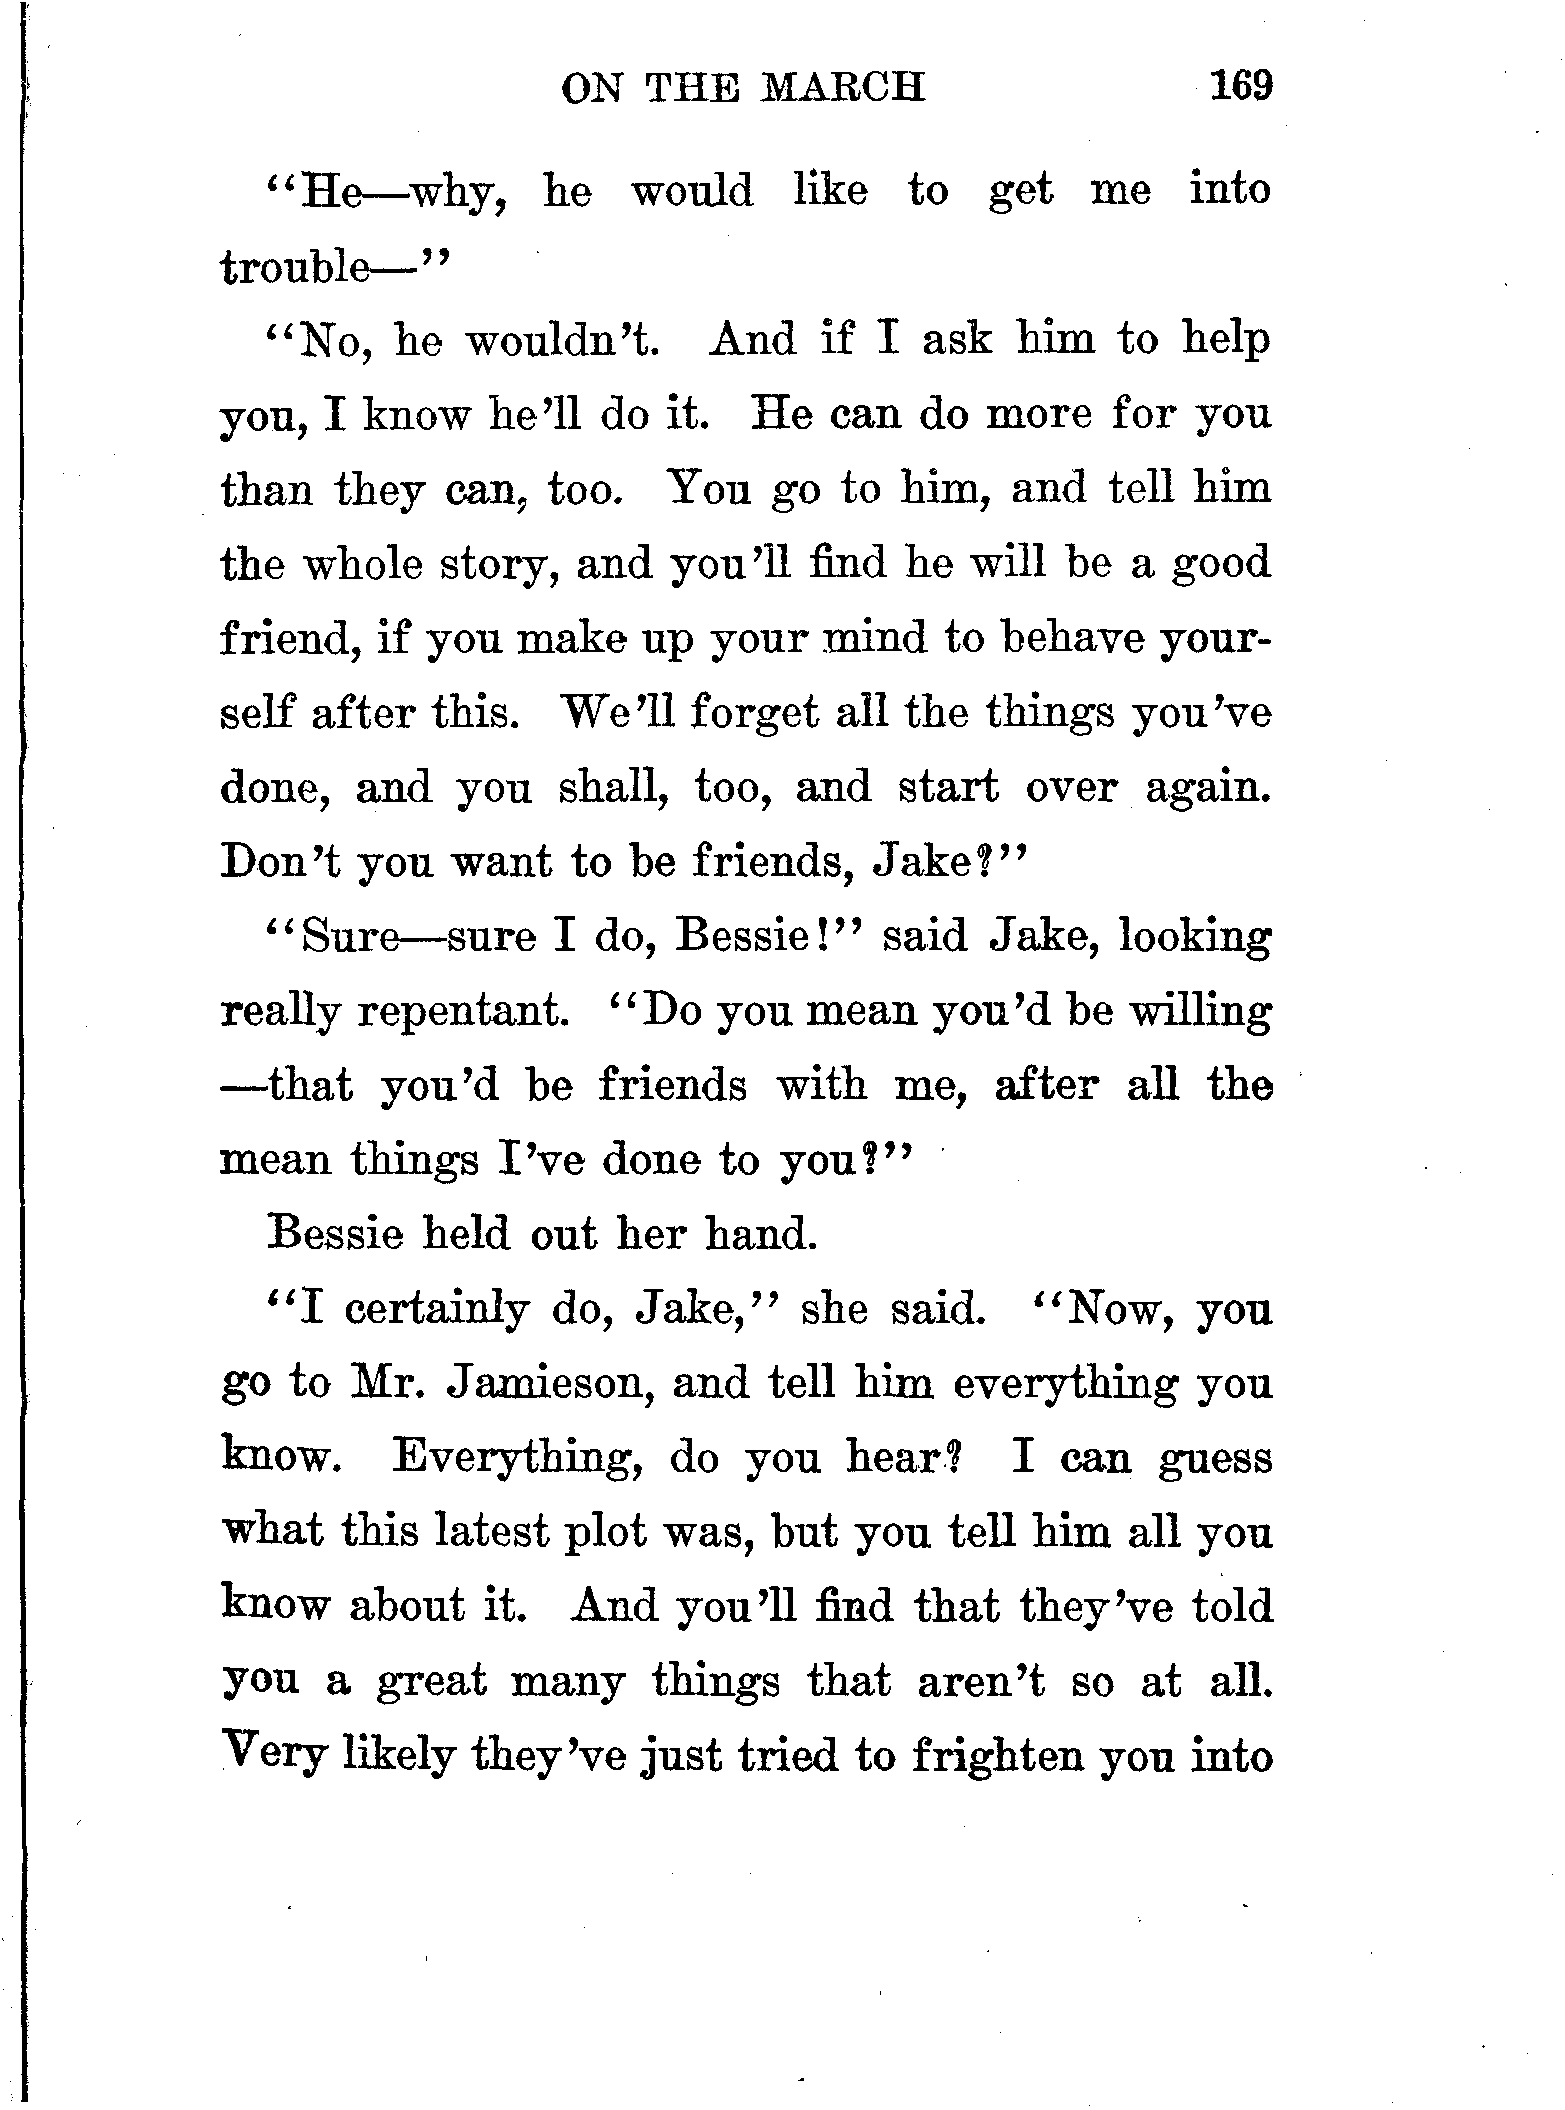 ON THE MARCH 169
"He—why, he would like to get me into
trouble—"
"No, he wouldn't. And if I ask him to help
you, I know he'll do it. He can do more for you
than they can, too. You go to him, and tell him
the whole story, and you'll find he will be a good
friend, if you make up your mind to behave your-
self after this. We'll forget all the things you've
done, and you shall, too, and start over again.
Don't you want to be friends, Jake?"
"Sure—sure I do, Bessie!" said Jake, looking
really repentant. "Do you mean you'd be willing
—that you'd be friends with me, after all the
mean things I've done to you?"
Bessie held out her hand.
"I certainly do, Jake," she said. "Now, you
go to Mr. Jamieson, and tell him everything you
know. Everything, do you hear? I can guess
what this latest plot was, but you tell him all you
know about it. And you'll find that they've told
you a great many things that aren't so at all.
Very likely they've just tried to frighten you into